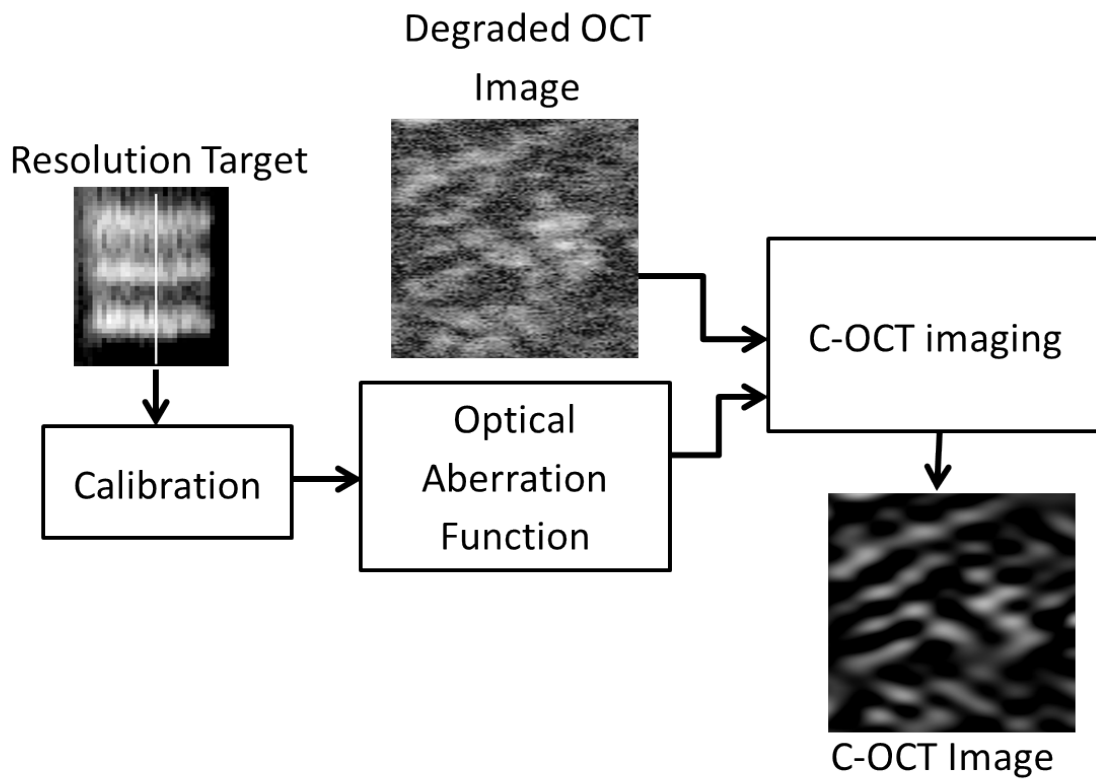 Degraded OCT
Image
Resolution Target
C-OCT imaging
Calibration
Optical
Aberration
Function
C-OCT Image